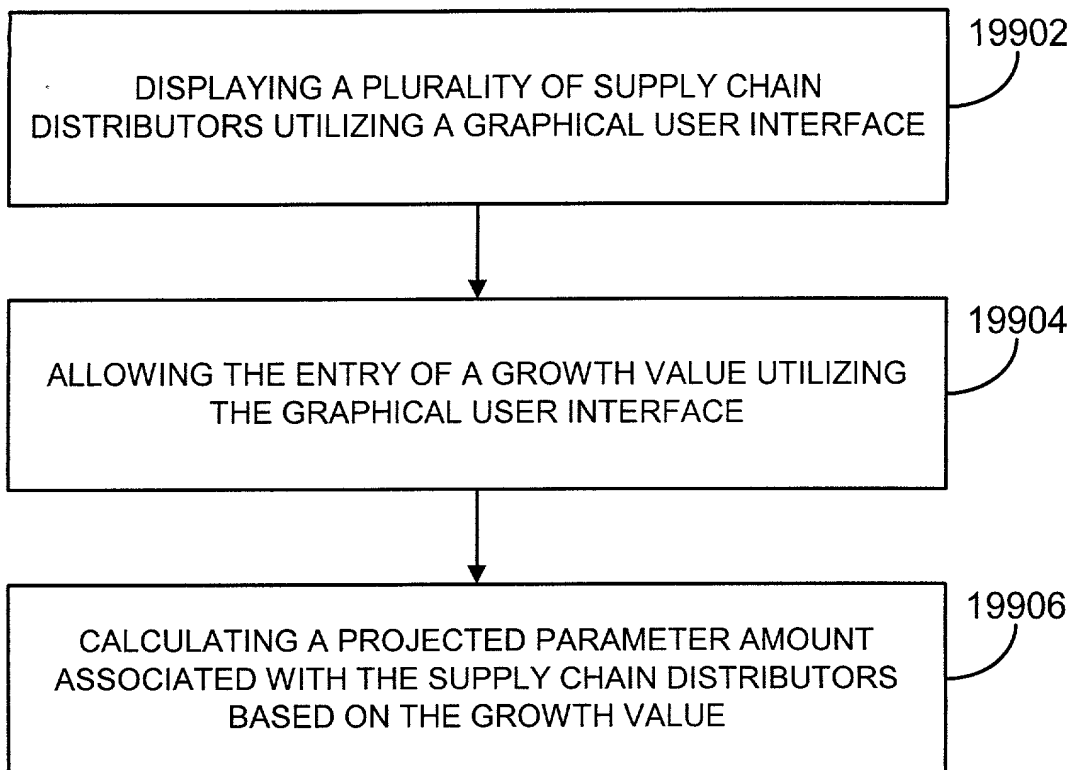 19902
DISPLAYING A PLURALITY OF SUPPLY CHAIN
DISTRIBUTORS UTILIZING A GRAPHICAL USER INTERFACE
19904
ALLOWING THE ENTRY OF A GROWTH VALUE UTILIZING
THE GRAPHICAL USER INTERFACE
19906
CALCULATING A PROJECTED PARAMETER AMOUNT
ASSOCIATED WITH THE SUPPLY CHAIN DISTRIBUTORS
BASED ON THE GROWTH VALUE